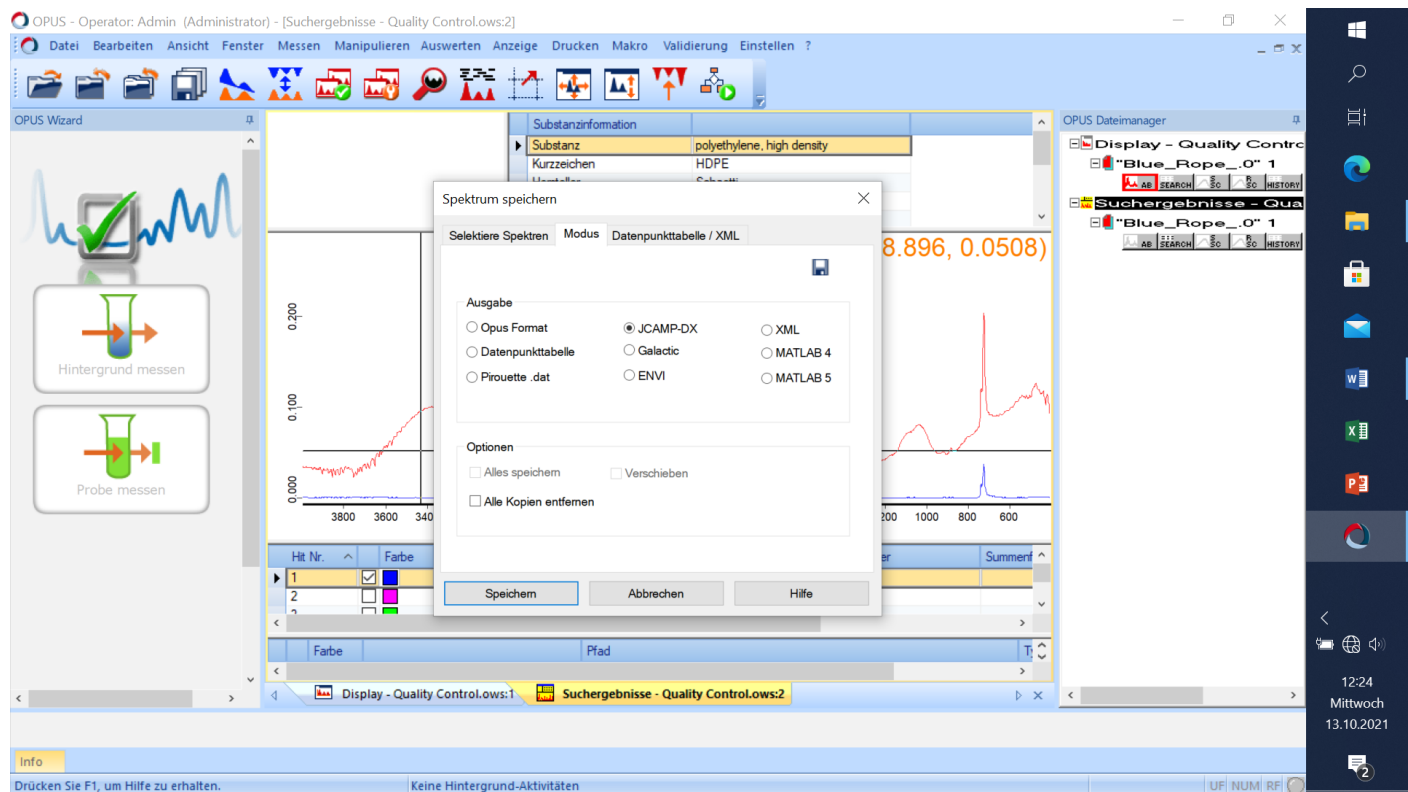 OPUS - Operator: Admin (Administrator) - [Suchergebnisse - Quality Control.ows:2]
Datei Bearbeiten Ansicht Fenster Messen Manipulieren Auswerten Anzeige Drucken Makro Validierung Einstellen ?
OPUS Wizard
Hintergrund messen
Probe messen
Substanzinformation
Substanz polyethylene, high density
Kurzzeichen HDPE
8.896, 0.0508)
0.200
0.100
0.000
3800 3600 340
200 1000 800 600
Spektrum speichern
Selektiere Spektren Modus Datenpunkttabelle / XML
Ausgabe
Opus Format JCAMP-DX XML
Datenpunkttabelle Galactic MATLAB 4
Pirouette .dat ENVI MATLAB 5
Optionen
Alles speichern Verschieben
Alle Kopien entfernen
Speichern Abbrechen Hilfe
Hit Nr. Farbe er Summenf
1
2
Farbe Pfad
Display - Quality Control.ows:1 Suchergebnisse - Quality Control.ows:2
OPUS Dateimanager
Display - Quality Contrc
"Blue_Rope_.0" 1
AB SEARCH SC SC HISTORY
Suchergebnisse - Qua
"Blue_Rope_.0" 1
AB SEARCH SC SC HISTORY
Info
Drücken Sie F1, um Hilfe zu erhalten. Keine Hintergrund-Aktivitäten UF NUM RF
12:24
Mittwoch
13.10.2021
2